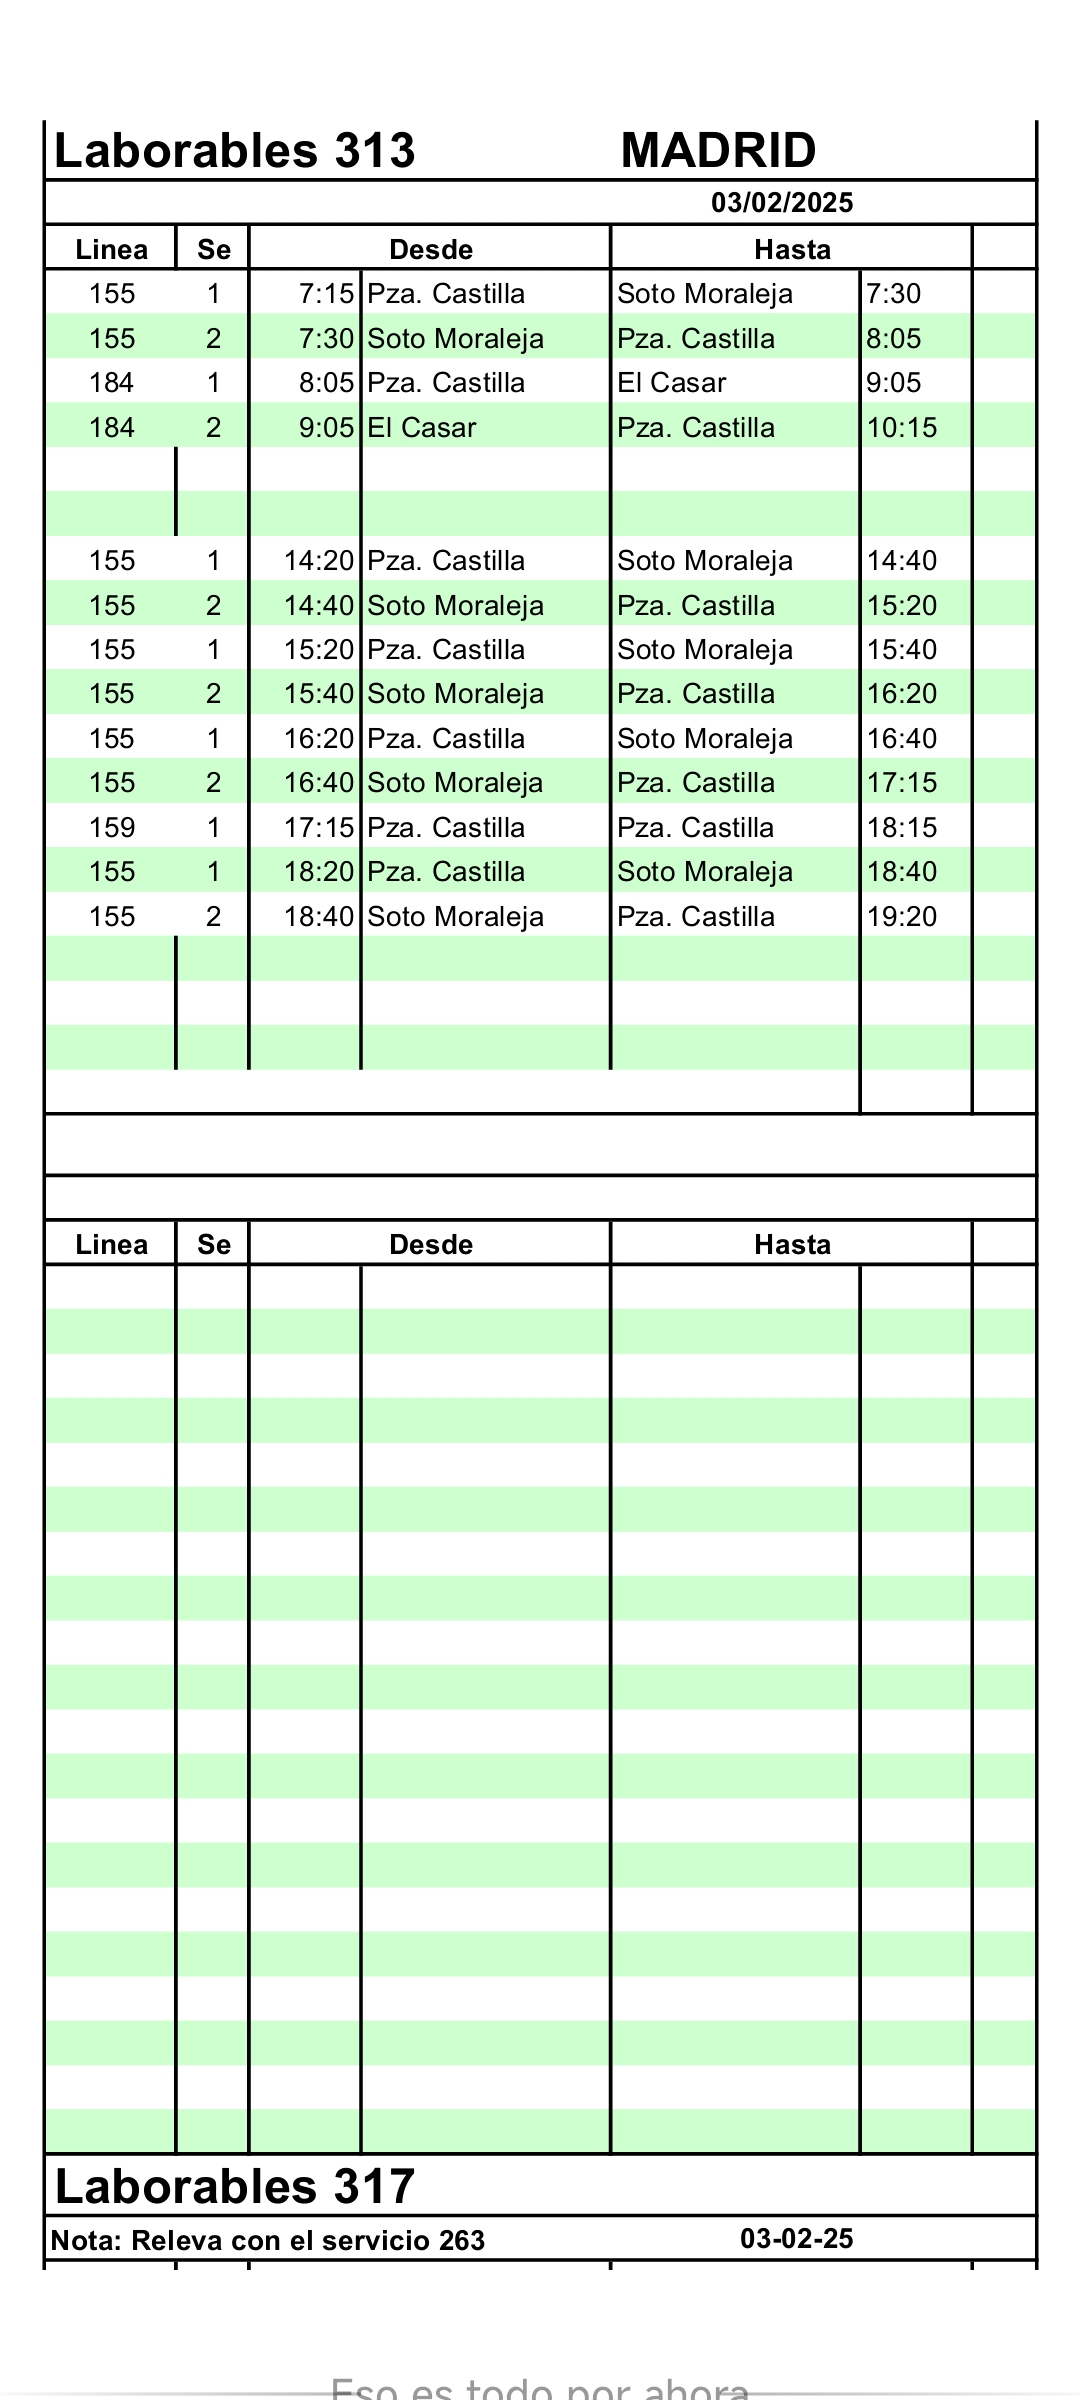 Laborables 313 MADRID
03/02/2025
Linea Se Desde Hasta
155 1 7:15 Pza. Castilla Soto Moraleja 7:30
155 2 7:30 Soto Moraleja Pza. Castilla 8:05
184 1 8:05 Pza. Castilla El Casar 9:05
184 2 9:05 El Casar Pza. Castilla 10:15
155 1 14:20 Pza. Castilla Soto Moraleja 14:40
155 2 14:40 Soto Moraleja Pza. Castilla 15:20
155 1 15:20 Pza. Castilla Soto Moraleja 15:40
155 2 15:40 Soto Moraleja Pza. Castilla 16:20
155 1 16:20 Pza. Castilla Soto Moraleja 16:40
155 2 16:40 Soto Moraleja Pza. Castilla 17:15
159 1 17:15 Pza. Castilla Pza. Castilla 18:15
155 1 18:20 Pza. Castilla Soto Moraleja 18:40
155 2 18:40 Soto Moraleja Pza. Castilla 19:20
Linea Se Desde Hasta
Laborables 317
Nota: Releva con el servicio 263 03-02-25
Eso es todo por ahora